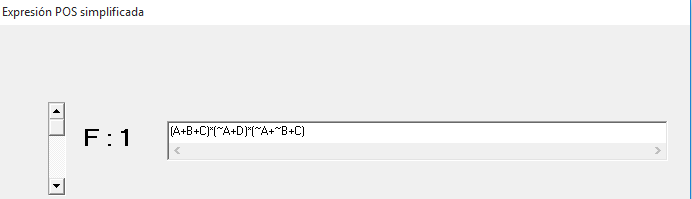 Expresión POS simplificada
F : 1
(A+B+C)*(~A+D)*(~A+~B+C)